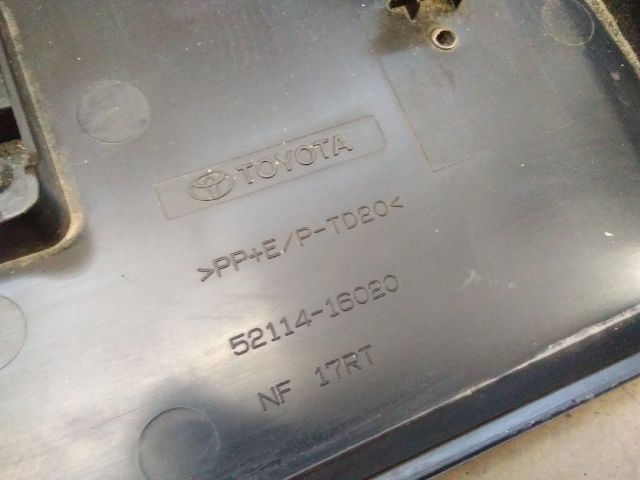 TOYOTA
>PP+E/P-TD20<
52114-16020
NF 17RT